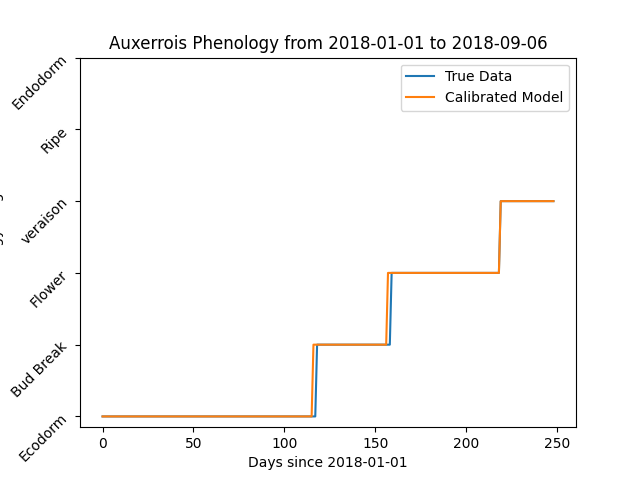 Auxerrois Phenology from 2018-01-01 to 2018-09-06
True Data
Calibrated Model
Endodorm
Ripe
veraison
Flower
Bud Break
Ecodorm
0 50 100 150 200 250
Days since 2018-01-01